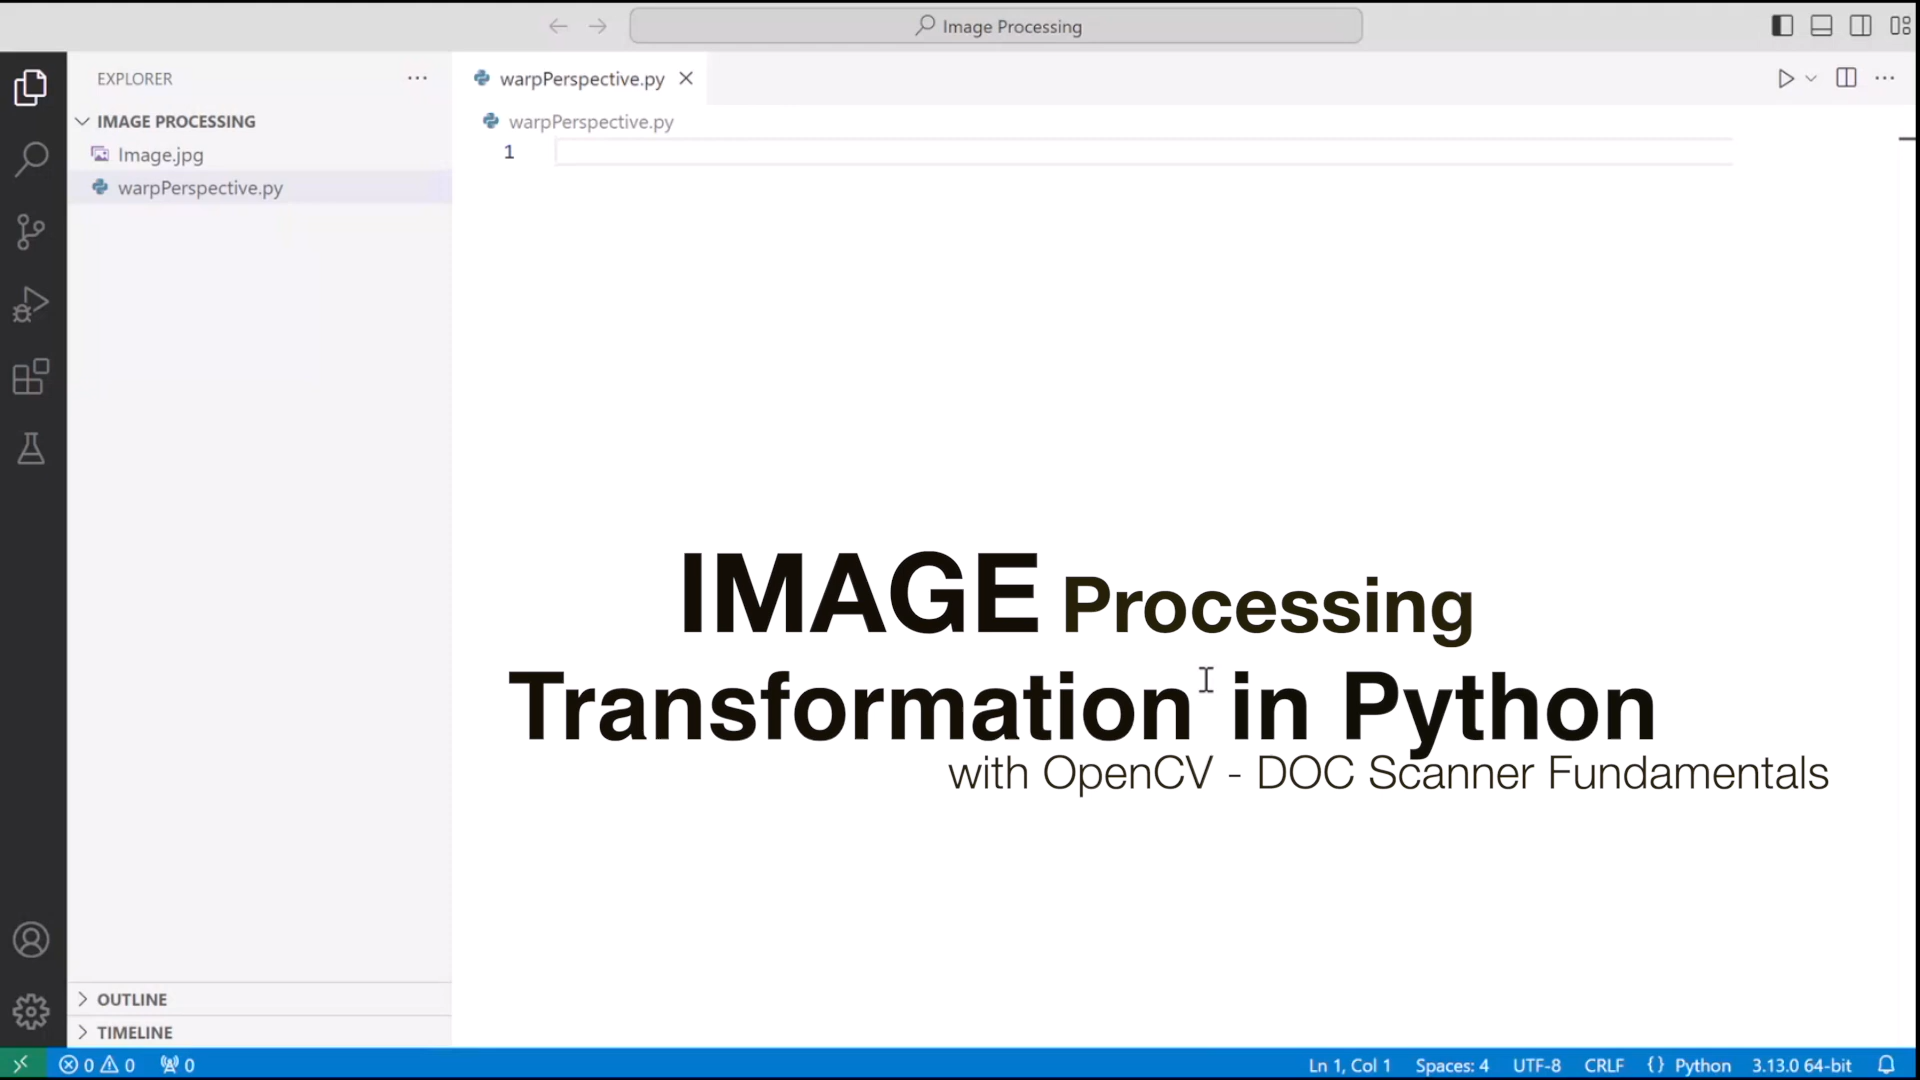 Image Processing
EXPLORER
IMAGE PROCESSING
Image.jpg
warpPerspective.py
OUTLINE
TIMELINE
warpPerspective.py
warpPerspective.py
1
IMAGE Processing
Transformation in Python
with OpenCV - DOC Scanner Fundamentals
0 0 0
Ln 1, Col 1 Spaces: 4 UTF-8 CRLF {} Python 3.13.0 64-bit